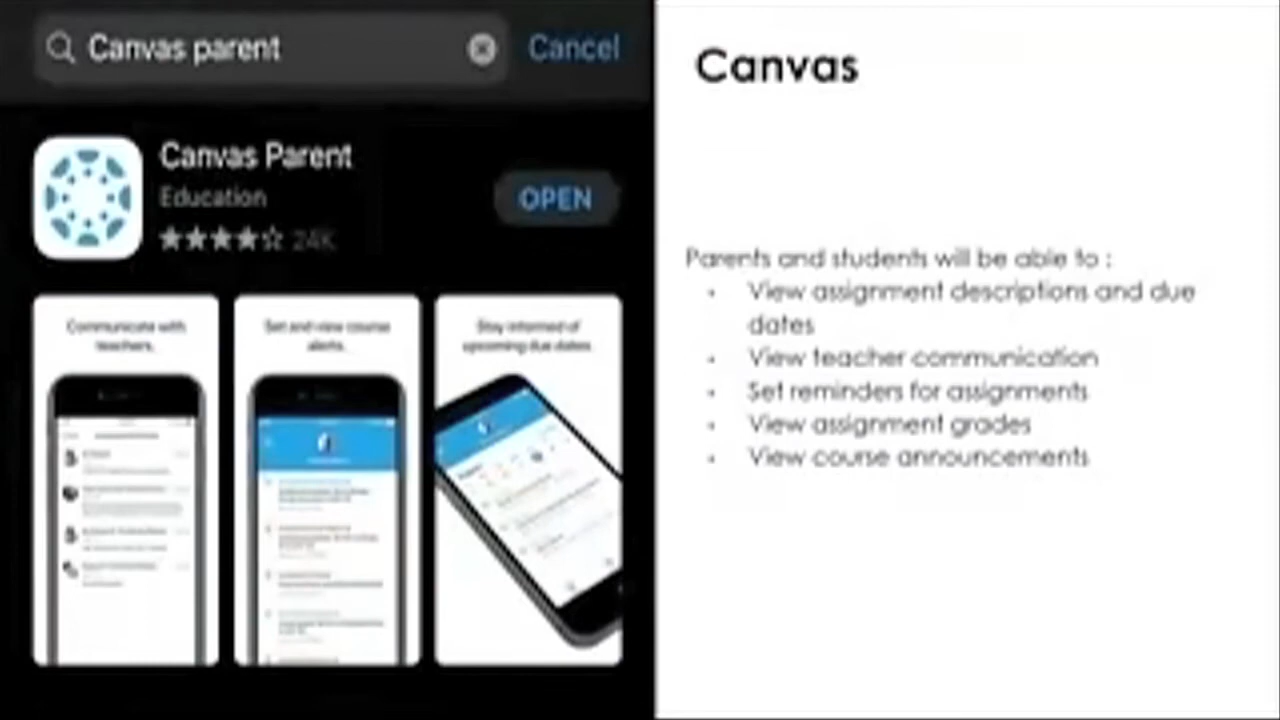 Canvas parent
Cancel
Canvas Parent
Education
OPEN
24K
Communicate with
teachers.
Set and view course
alerts.
Stay informed of
upcoming due dates.
Canvas
Parents and students will be able to :
• View assignment descriptions and due
dates
• View teacher communication
• Set reminders for assignments
• View assignment grades
• View course announcements